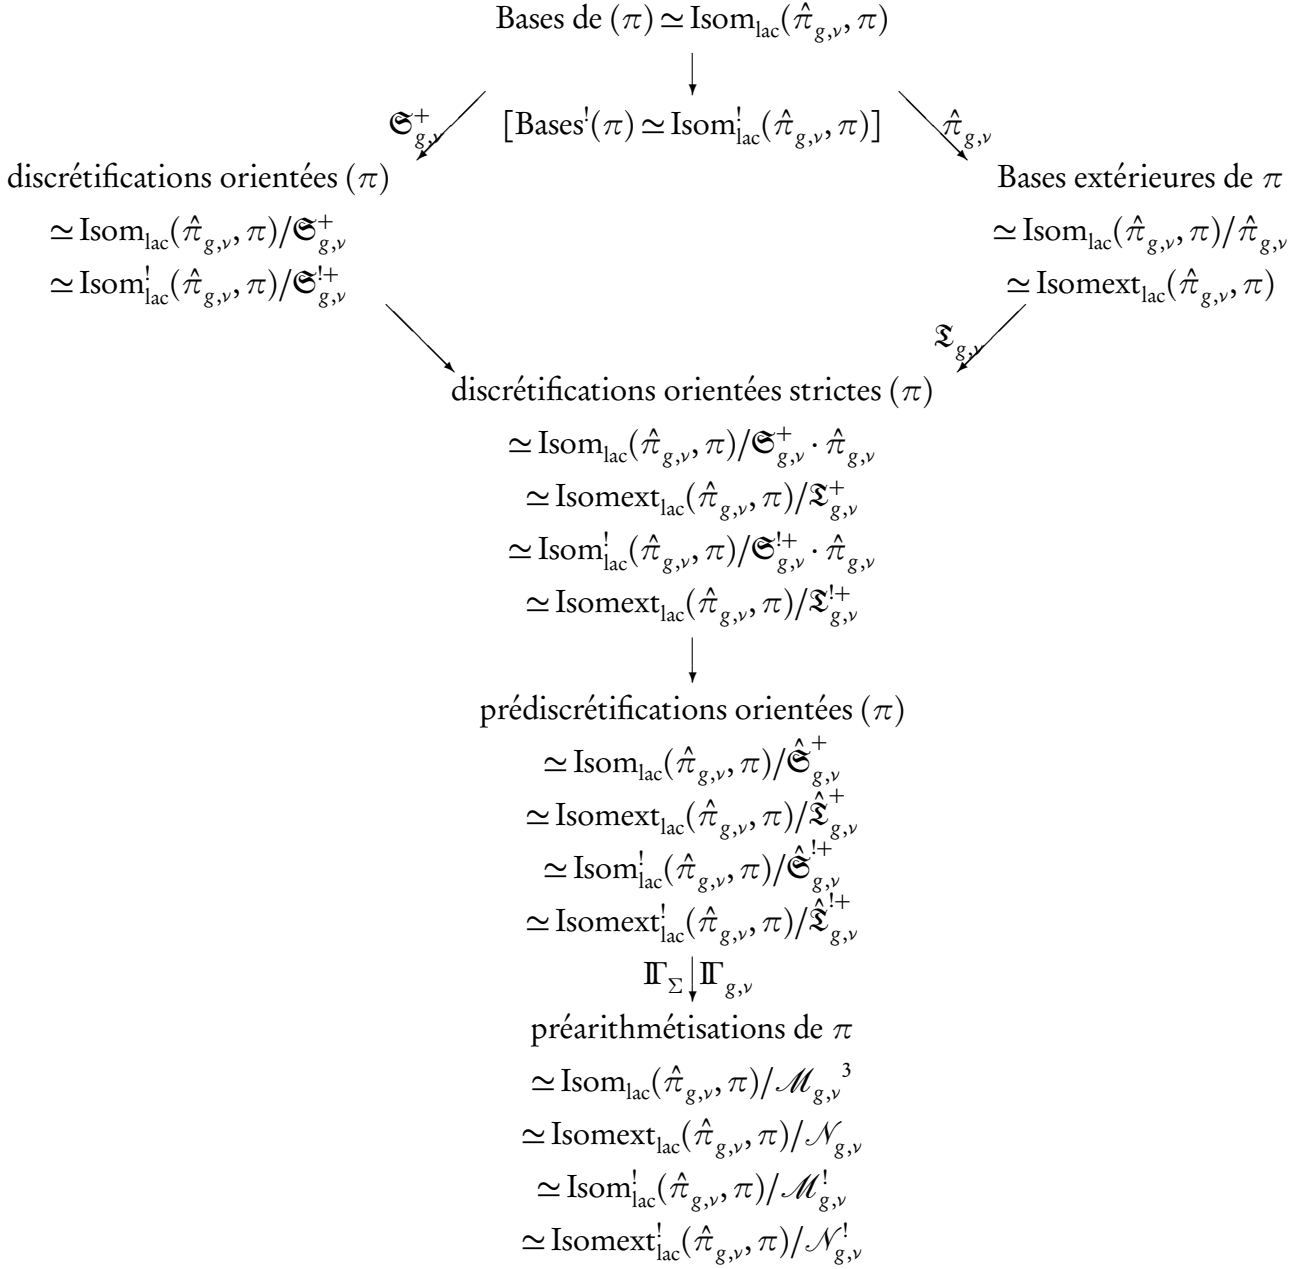 Bases de (π) ≃ Isom_lac(π̂_{g,ν}, π)
[Bases^!(π) ≃ Isom^!_lac(π̂_{g,ν}, π)]
𝕾^+_{g,ν}
π̂_{g,ν}
discrétifications orientées (π)
≃ Isom_lac(π̂_{g,ν}, π)/𝕾^+_{g,ν}
≃ Isom^!_lac(π̂_{g,ν}, π)/𝕾^{!+}_{g,ν}
Bases extérieures de π
≃ Isom_lac(π̂_{g,ν}, π)/π̂_{g,ν}
≃ Isomext_lac(π̂_{g,ν}, π)
𝕿_{g,ν}
discrétifications orientées strictes (π)
≃ Isom_lac(π̂_{g,ν}, π)/𝕾^+_{g,ν} · π̂_{g,ν}
≃ Isomext_lac(π̂_{g,ν}, π)/𝕿^+_{g,ν}
≃ Isom^!_lac(π̂_{g,ν}, π)/𝕾^{!+}_{g,ν} · π̂_{g,ν}
≃ Isomext_lac(π̂_{g,ν}, π)/𝕿^{!+}_{g,ν}
prédiscrétifications orientées (π)
≃ Isom_lac(π̂_{g,ν}, π)/𝕾̂^+_{g,ν}
≃ Isomext_lac(π̂_{g,ν}, π)/𝕿̂^+_{g,ν}
≃ Isom^!_lac(π̂_{g,ν}, π)/𝕾̂^{!+}_{g,ν}
≃ Isomext^!_lac(π̂_{g,ν}, π)/𝕿̂^{!+}_{g,ν}
𝐈Γ_Σ 𝐈Γ_{g,ν}
préarithmétisations de π
≃ Isom_lac(π̂_{g,ν}, π)/ℳ_{g,ν}^3
≃ Isomext_lac(π̂_{g,ν}, π)/𝒩_{g,ν}
≃ Isom^!_lac(π̂_{g,ν}, π)/ℳ^!_{g,ν}
≃ Isomext^!_lac(π̂_{g,ν}, π)/𝒩^!_{g,ν}